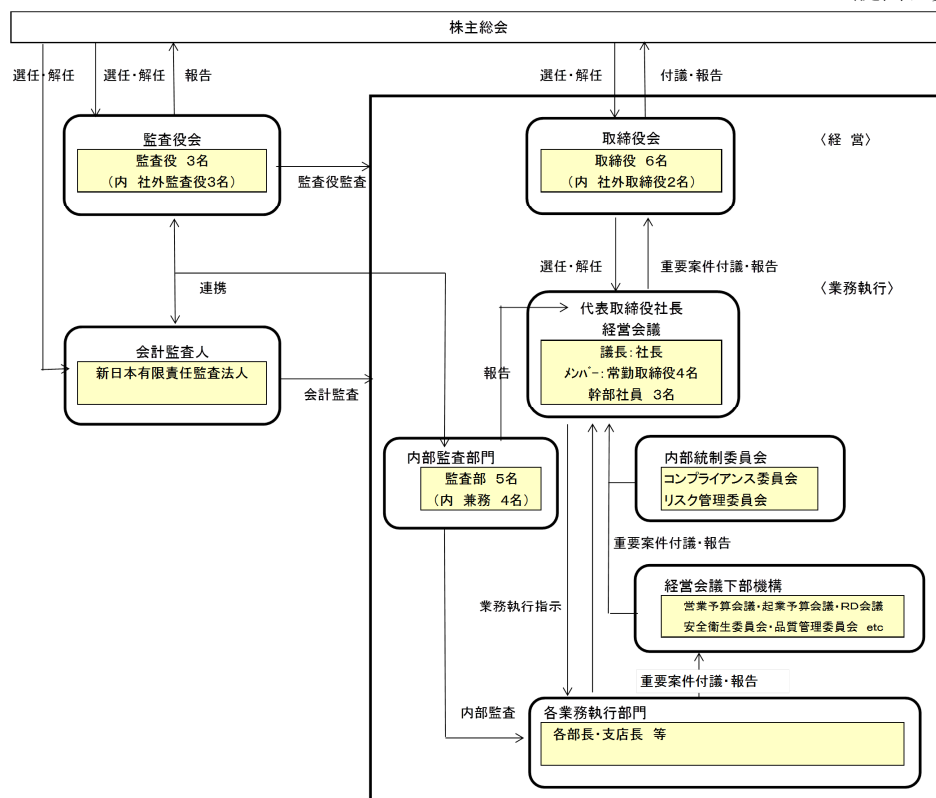 株主総会
選任・解任
選任・解任
報告
選任・解任
付議・報告
監査役会
監査役 3名
（内 社外監査役3名）
監査役監査
取締役会
取締役 6名
（内 社外取締役2名）
〈経 営〉
選任・解任
重要案件付議・報告
連携
〈業務執行〉
代表取締役社長
経営会議
議長：社長
ﾒﾝﾊﾞｰ：常勤取締役4名
幹部社員 3名
会計監査人
新日本有限責任監査法人
会計監査
報告
内部監査部門
監査部 5名
（内 兼務 4名）
内部統制委員会
コンプライアンス委員会
リスク管理委員会
重要案件付議・報告
経営会議下部機構
営業予算会議・起業予算会議・RD会議
安全衛生委員会・品質管理委員会 etc
業務執行指示
重要案件付議・報告
内部監査
各業務執行部門
各部長・支店長 等